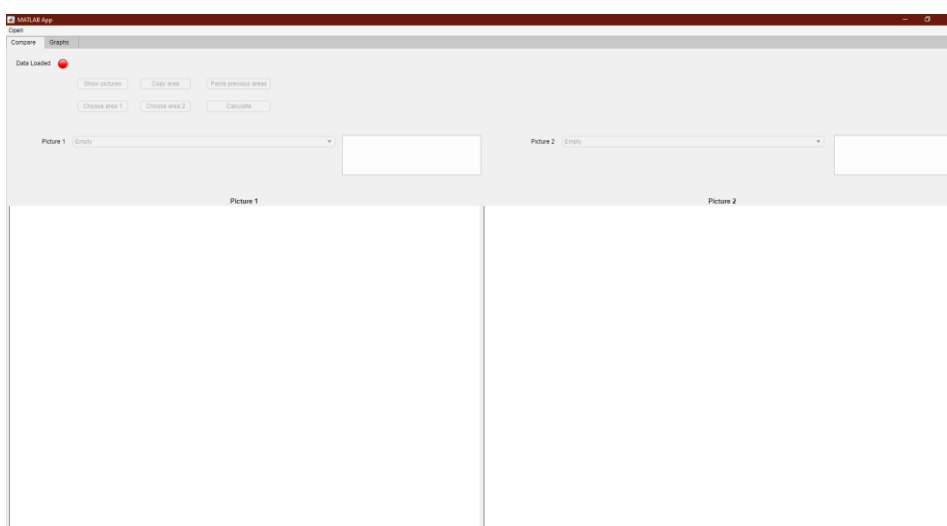 MATLAB App
Open
Compare Graphs
Data Loaded
Show pictures Copy area Paste previous areas
Choose area 1 Choose area 2 Calculate
Picture 1 Empty Picture 2 Empty
Picture 1 Picture 2